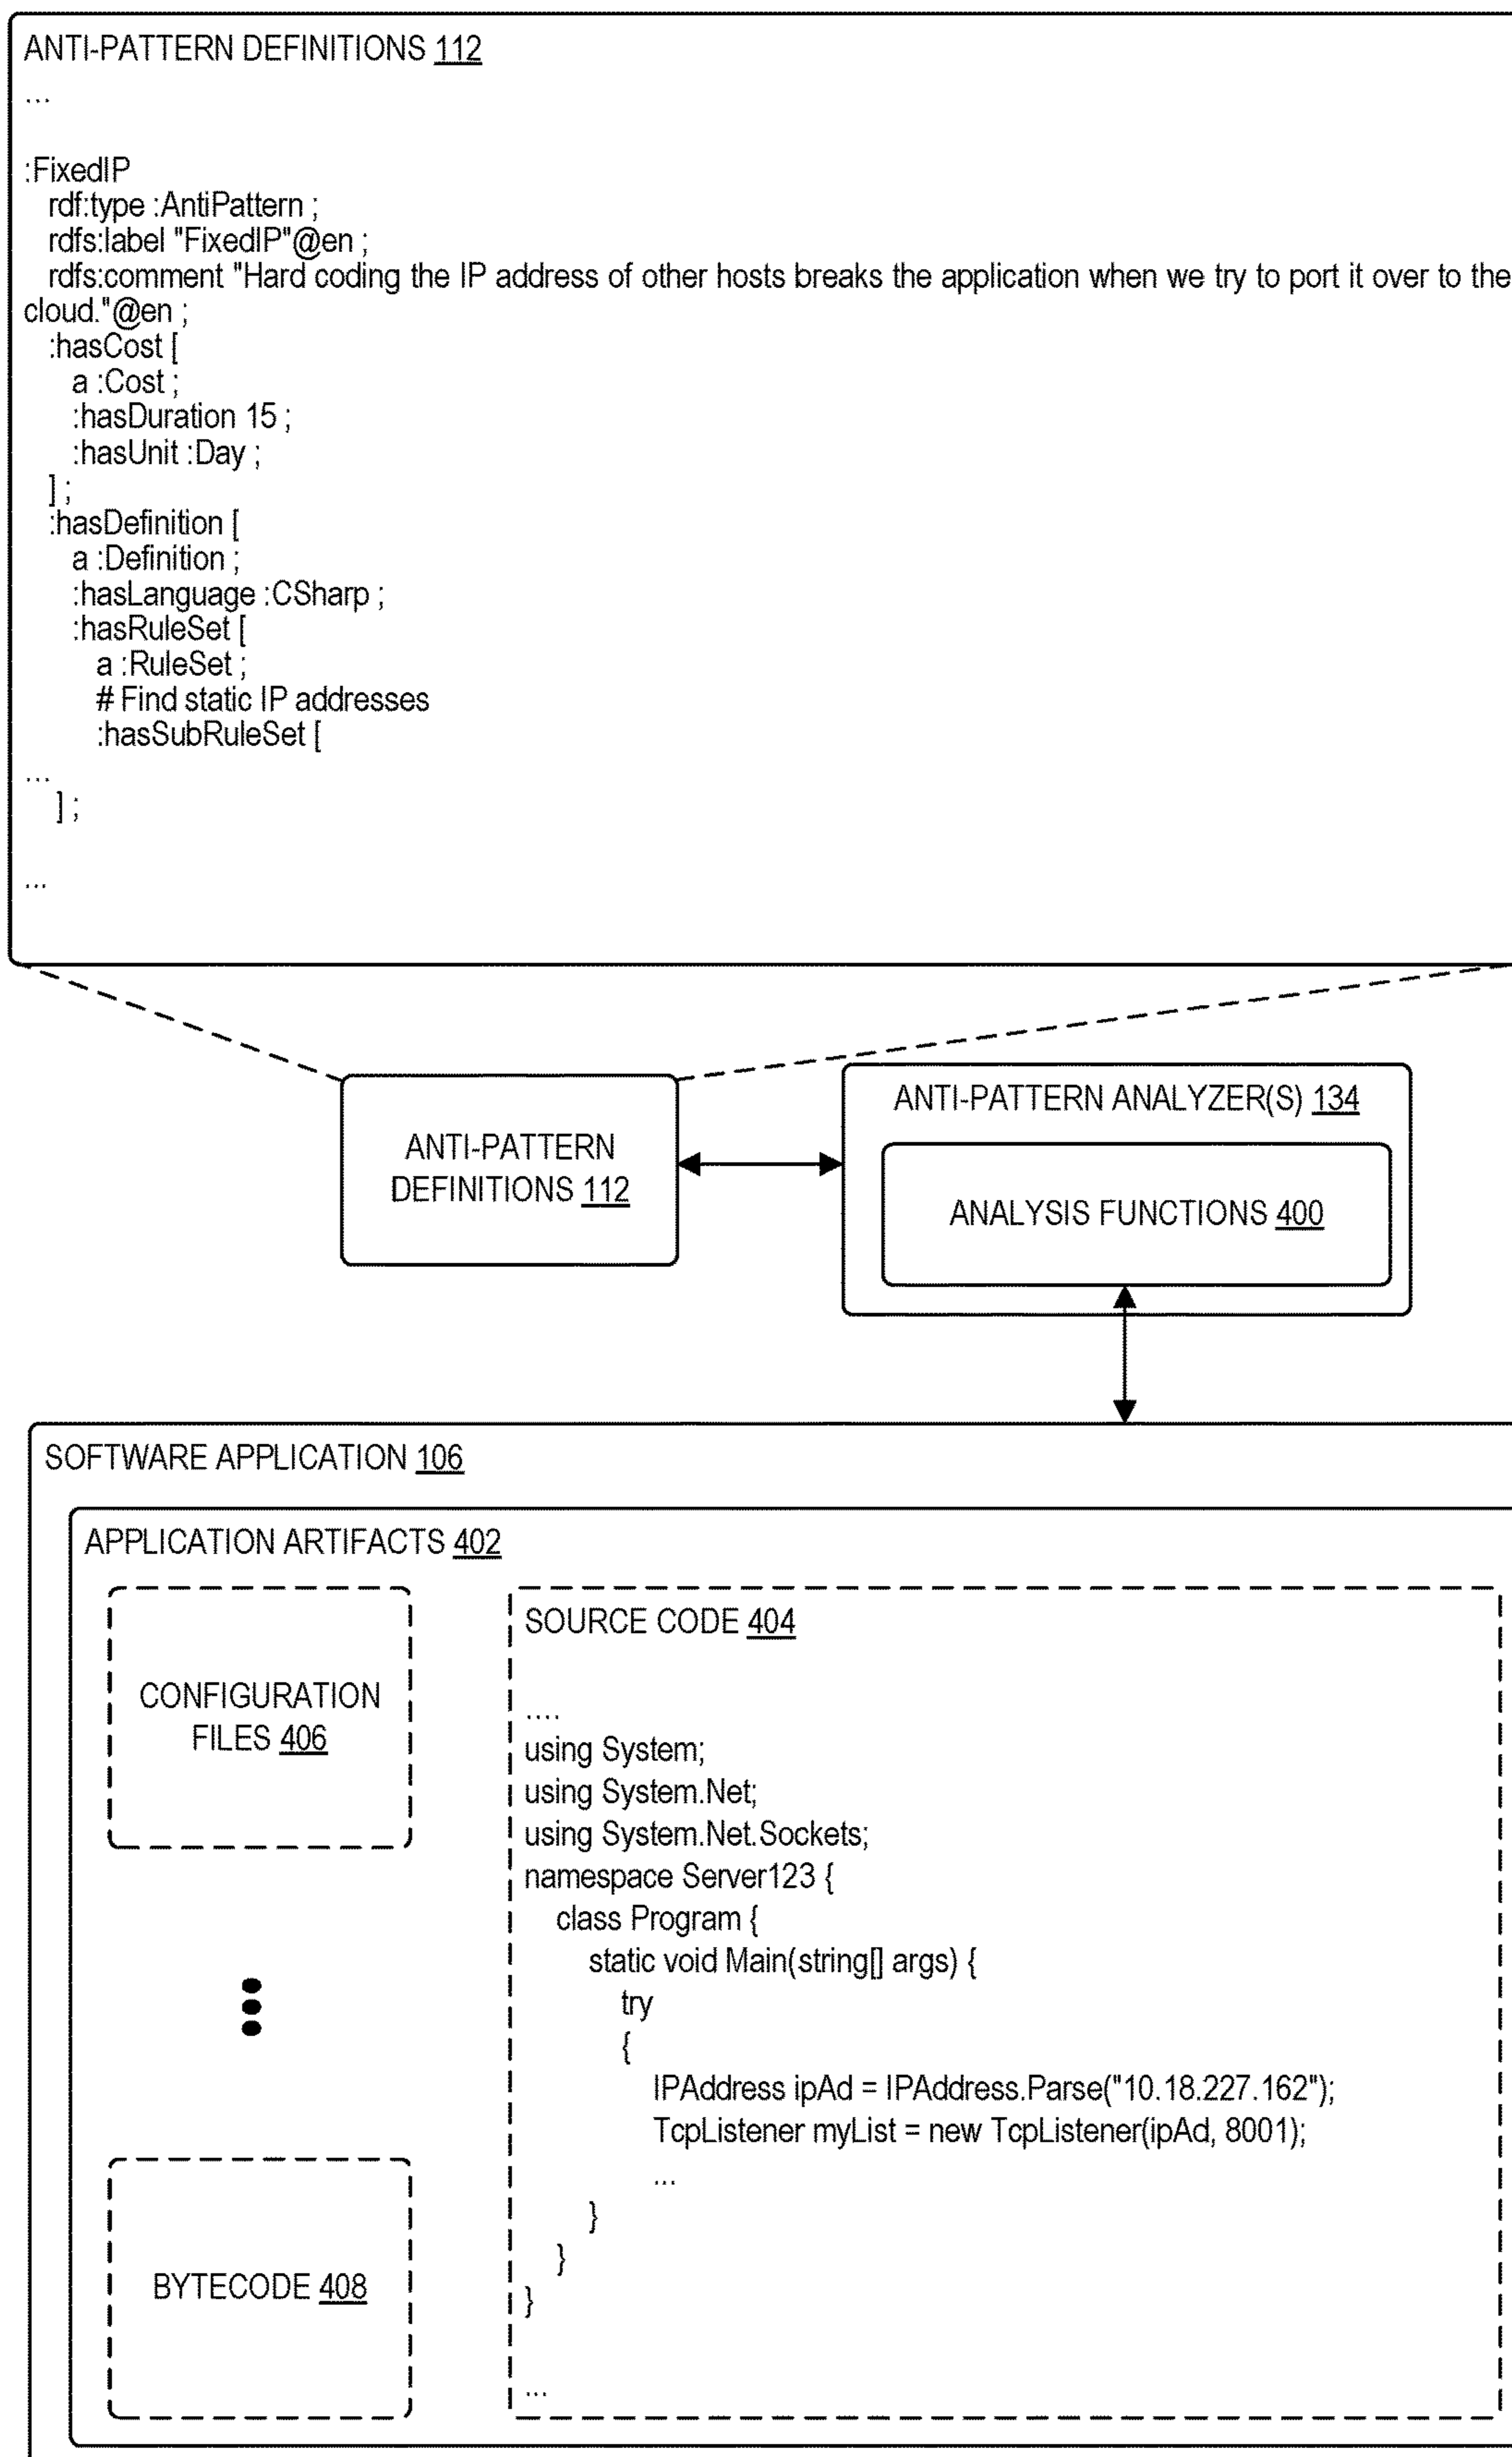 ANTI-PATTERN DEFINITIONS 112
...
:FixedIP
rdf:type :AntiPattern ;
rdfs:label "FixedIP"@en ;
rdfs:comment "Hard coding the IP address of other hosts breaks the application when we try to port it over to the
cloud."@en ;
:hasCost [
a :Cost ;
:hasDuration 15 ;
:hasUnit :Day ;
] ;
:hasDefinition [
a :Definition ;
:hasLanguage :CSharp ;
:hasRuleSet [
a :RuleSet ;
# Find static IP addresses
:hasSubRuleSet [
...
] ;
...
ANTI-PATTERN
DEFINITIONS 112
ANTI-PATTERN ANALYZER(S) 134
ANALYSIS FUNCTIONS 400
SOFTWARE APPLICATION 106
APPLICATION ARTIFACTS 402
CONFIGURATION
FILES 406
BYTECODE 408
SOURCE CODE 404
....
using System;
using System.Net;
using System.Net.Sockets;
namespace Server123 {
class Program {
static void Main(string[] args) {
try
{
IPAddress ipAd = IPAddress.Parse("10.18.227.162");
TcpListener myList = new TcpListener(ipAd, 8001);
...
}
}
}
...